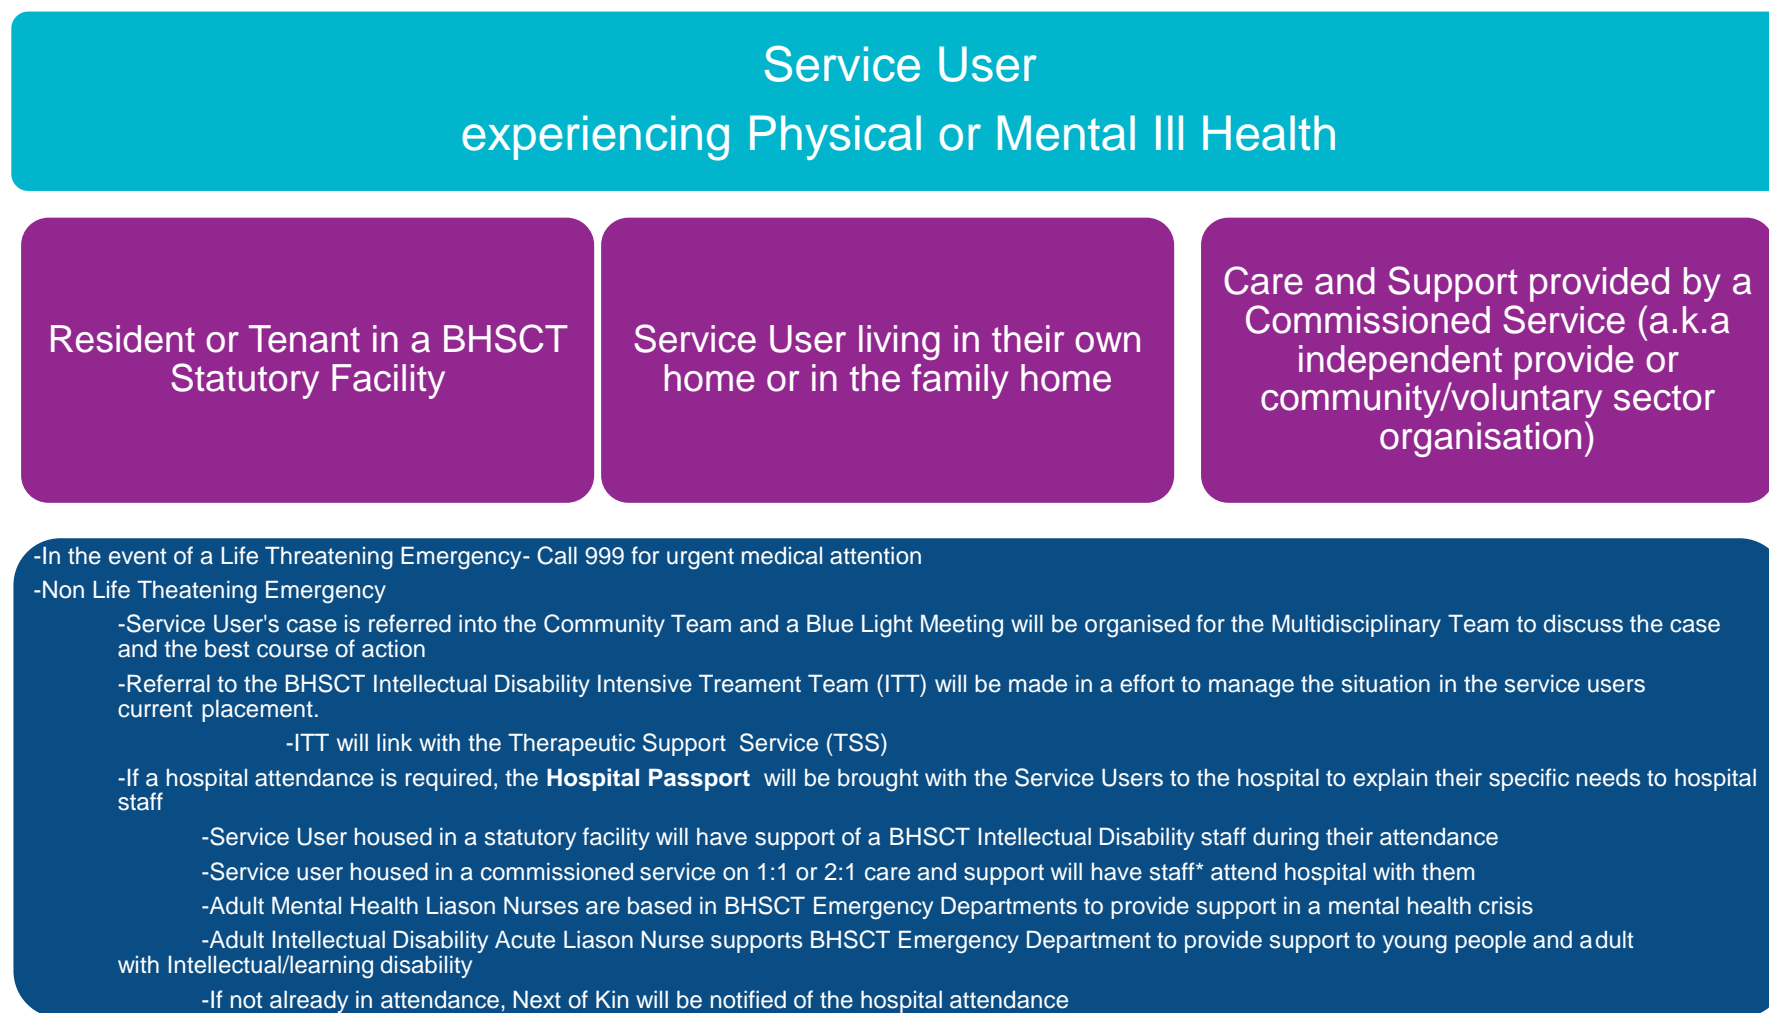 Service User
experiencing Physical or Mental Ill Health
Resident or Tenant in a BHSCT
Statutory Facility
Service User living in their own
home or in the family home
Care and Support provided by a
Commissioned Service (a.k.a
independent provide or
community/voluntary sector
organisation)
-In the event of a Life Threatening Emergency- Call 999 for urgent medical attention
-Non Life Theatening Emergency
-Service User's case is referred into the Community Team and a Blue Light Meeting will be organised for the Multidisciplinary Team to discuss the case
and the best course of action
-Referral to the BHSCT Intellectual Disability Intensive Treament Team (ITT) will be made in a effort to manage the situation in the service users
current placement.
-ITT will link with the Therapeutic Support Service (TSS)
-If a hospital attendance is required, the Hospital Passport will be brought with the Service Users to the hospital to explain their specific needs to hospital
staff
-Service User housed in a statutory facility will have support of a BHSCT Intellectual Disability staff during their attendance
-Service user housed in a commissioned service on 1:1 or 2:1 care and support will have staff* attend hospital with them
-Adult Mental Health Liason Nurses are based in BHSCT Emergency Departments to provide support in a mental health crisis
-Adult Intellectual Disability Acute Liason Nurse supports BHSCT Emergency Department to provide support to young people and adult
with Intellectual/learning disability
-If not already in attendance, Next of Kin will be notified of the hospital attendance